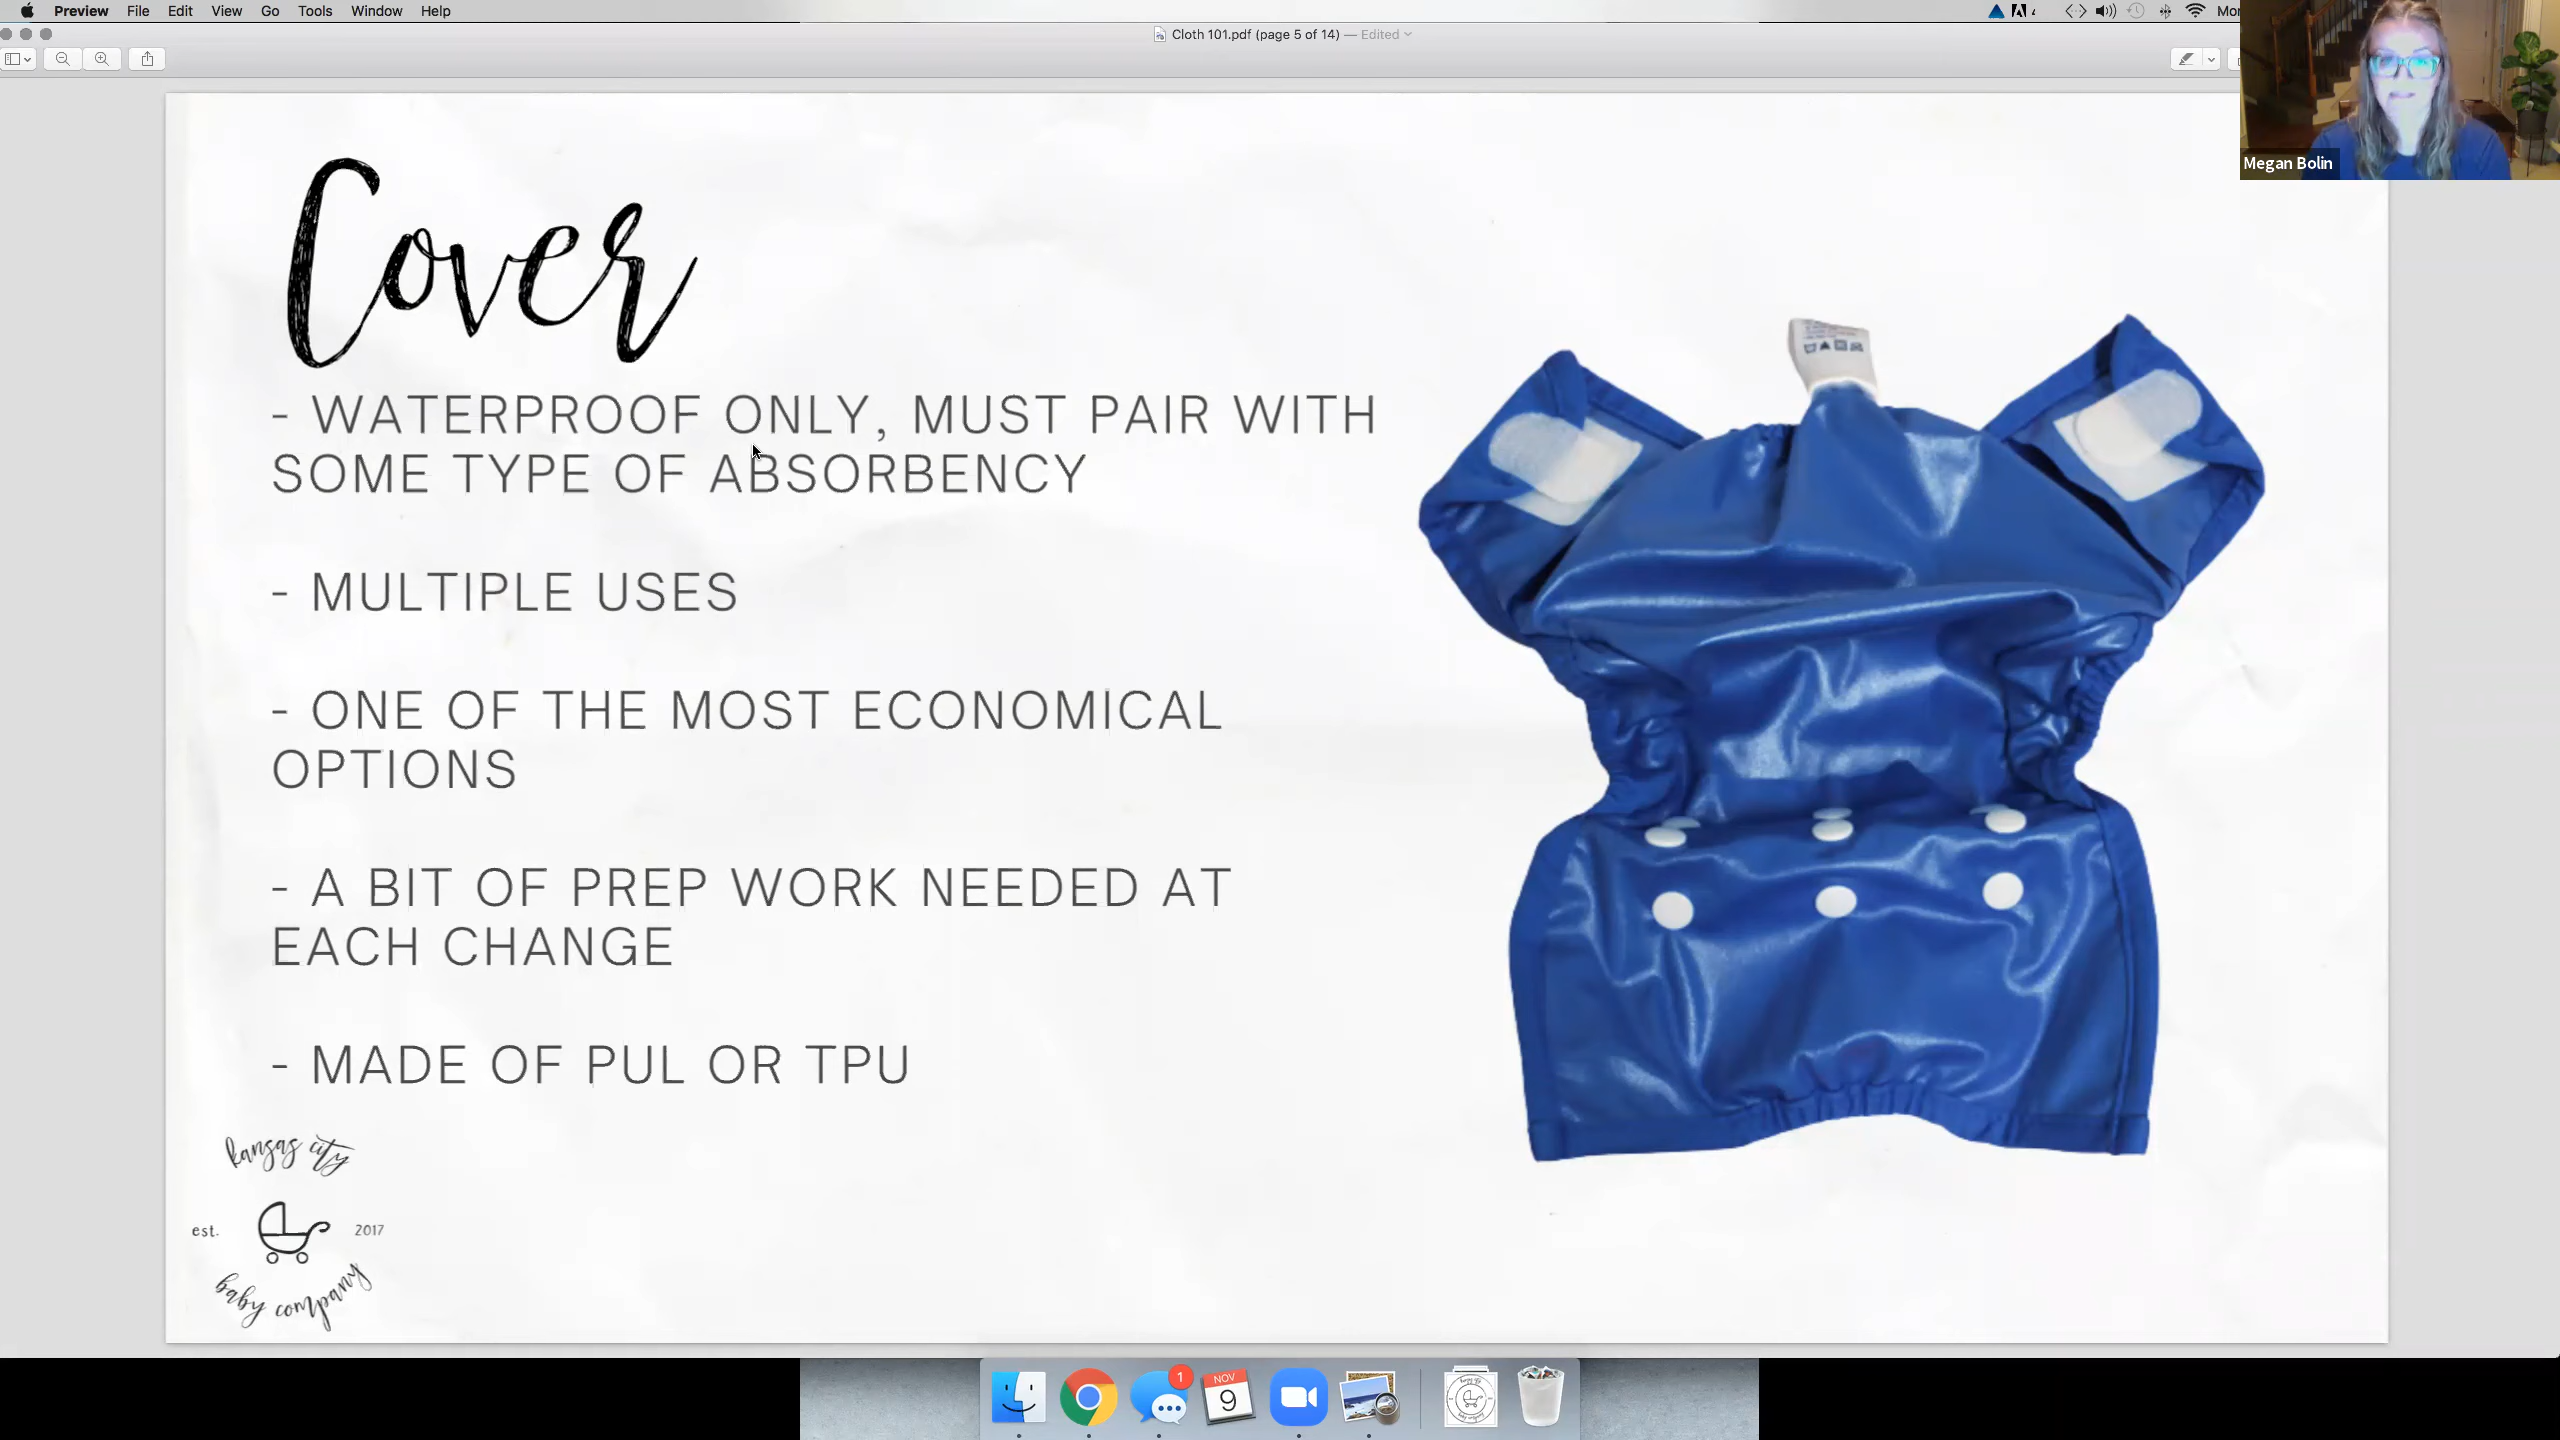 Preview File Edit View Go Tools Window Help
Cloth 101.pdf (page 5 of 14) — Edited
Megan Bolin
Cover
- WATERPROOF ONLY, MUST PAIR WITH
SOME TYPE OF ABSORBENCY
- MULTIPLE USES
- ONE OF THE MOST ECONOMICAL
OPTIONS
- A BIT OF PREP WORK NEEDED AT
EACH CHANGE
- MADE OF PUL OR TPU
kansas city
est. 2017
baby company
1
NOV
9